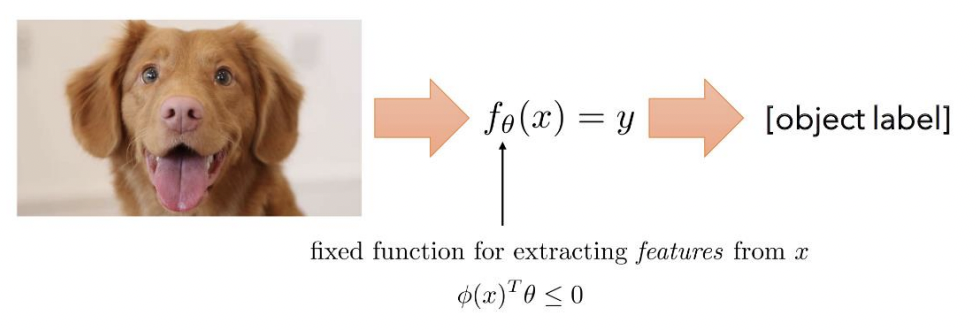 f_θ(x) = y
[object label]
fixed function for extracting features from x
ϕ(x)^T θ ≤ 0